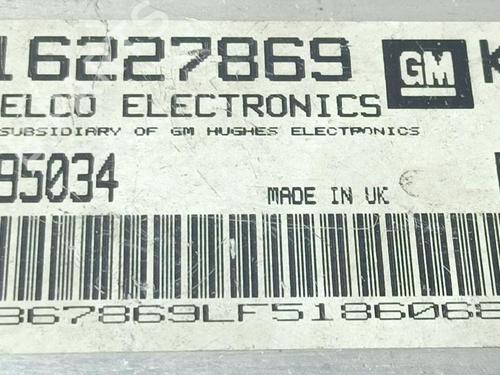 16227869 GM K
ELCO ELECTRONICS
SUBSIDIARY OF GM HUGHES ELECTRONICS
95034 MADE IN UK
867869LF5186068